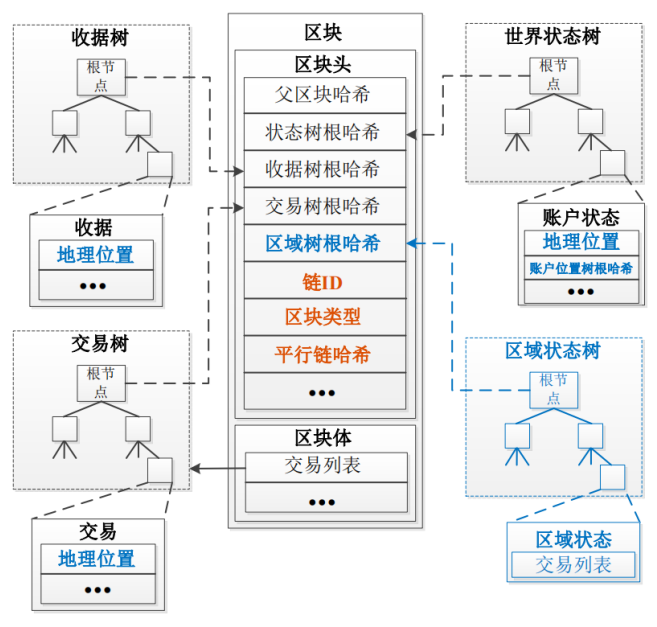 收据树
根节
点
收据
地理位置
•••
交易树
根节
点
交易
地理位置
•••
区块
区块头
父区块哈希
状态树根哈希
收据树根哈希
交易树根哈希
区域树根哈希
链ID
区块类型
平行链哈希
•••
区块体
交易列表
•••
世界状态树
根节
点
账户状态
地理位置
账户位置树根哈希
•••
区域状态树
根节
点
区域状态
交易列表